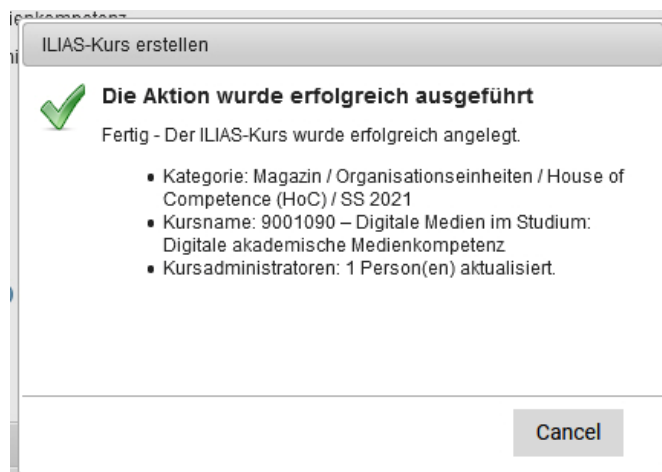 ienkompetenz
ILIAS-Kurs erstellen
Die Aktion wurde erfolgreich ausgeführt
Fertig - Der ILIAS-Kurs wurde erfolgreich angelegt.
• Kategorie: Magazin / Organisationseinheiten / House of
Competence (HoC) / SS 2021
• Kursname: 9001090 – Digitale Medien im Studium:
Digitale akademische Medienkompetenz
• Kursadministratoren: 1 Person(en) aktualisiert.
Cancel